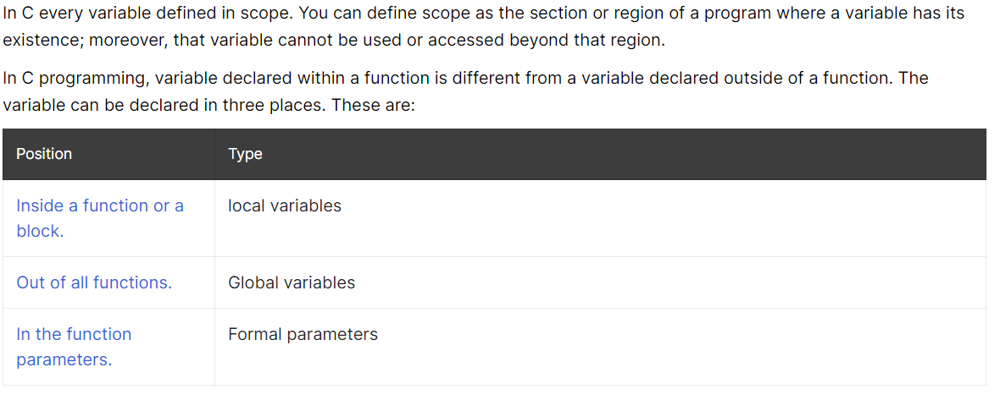 In C every variable defined in scope. You can define scope as the section or region of a program where a variable has its
existence; moreover, that variable cannot be used or accessed beyond that region.
In C programming, variable declared within a function is different from a variable declared outside of a function. The
variable can be declared in three places. These are:
Position Type
Inside a function or a local variables
block.
Out of all functions. Global variables
In the function Formal parameters
parameters.